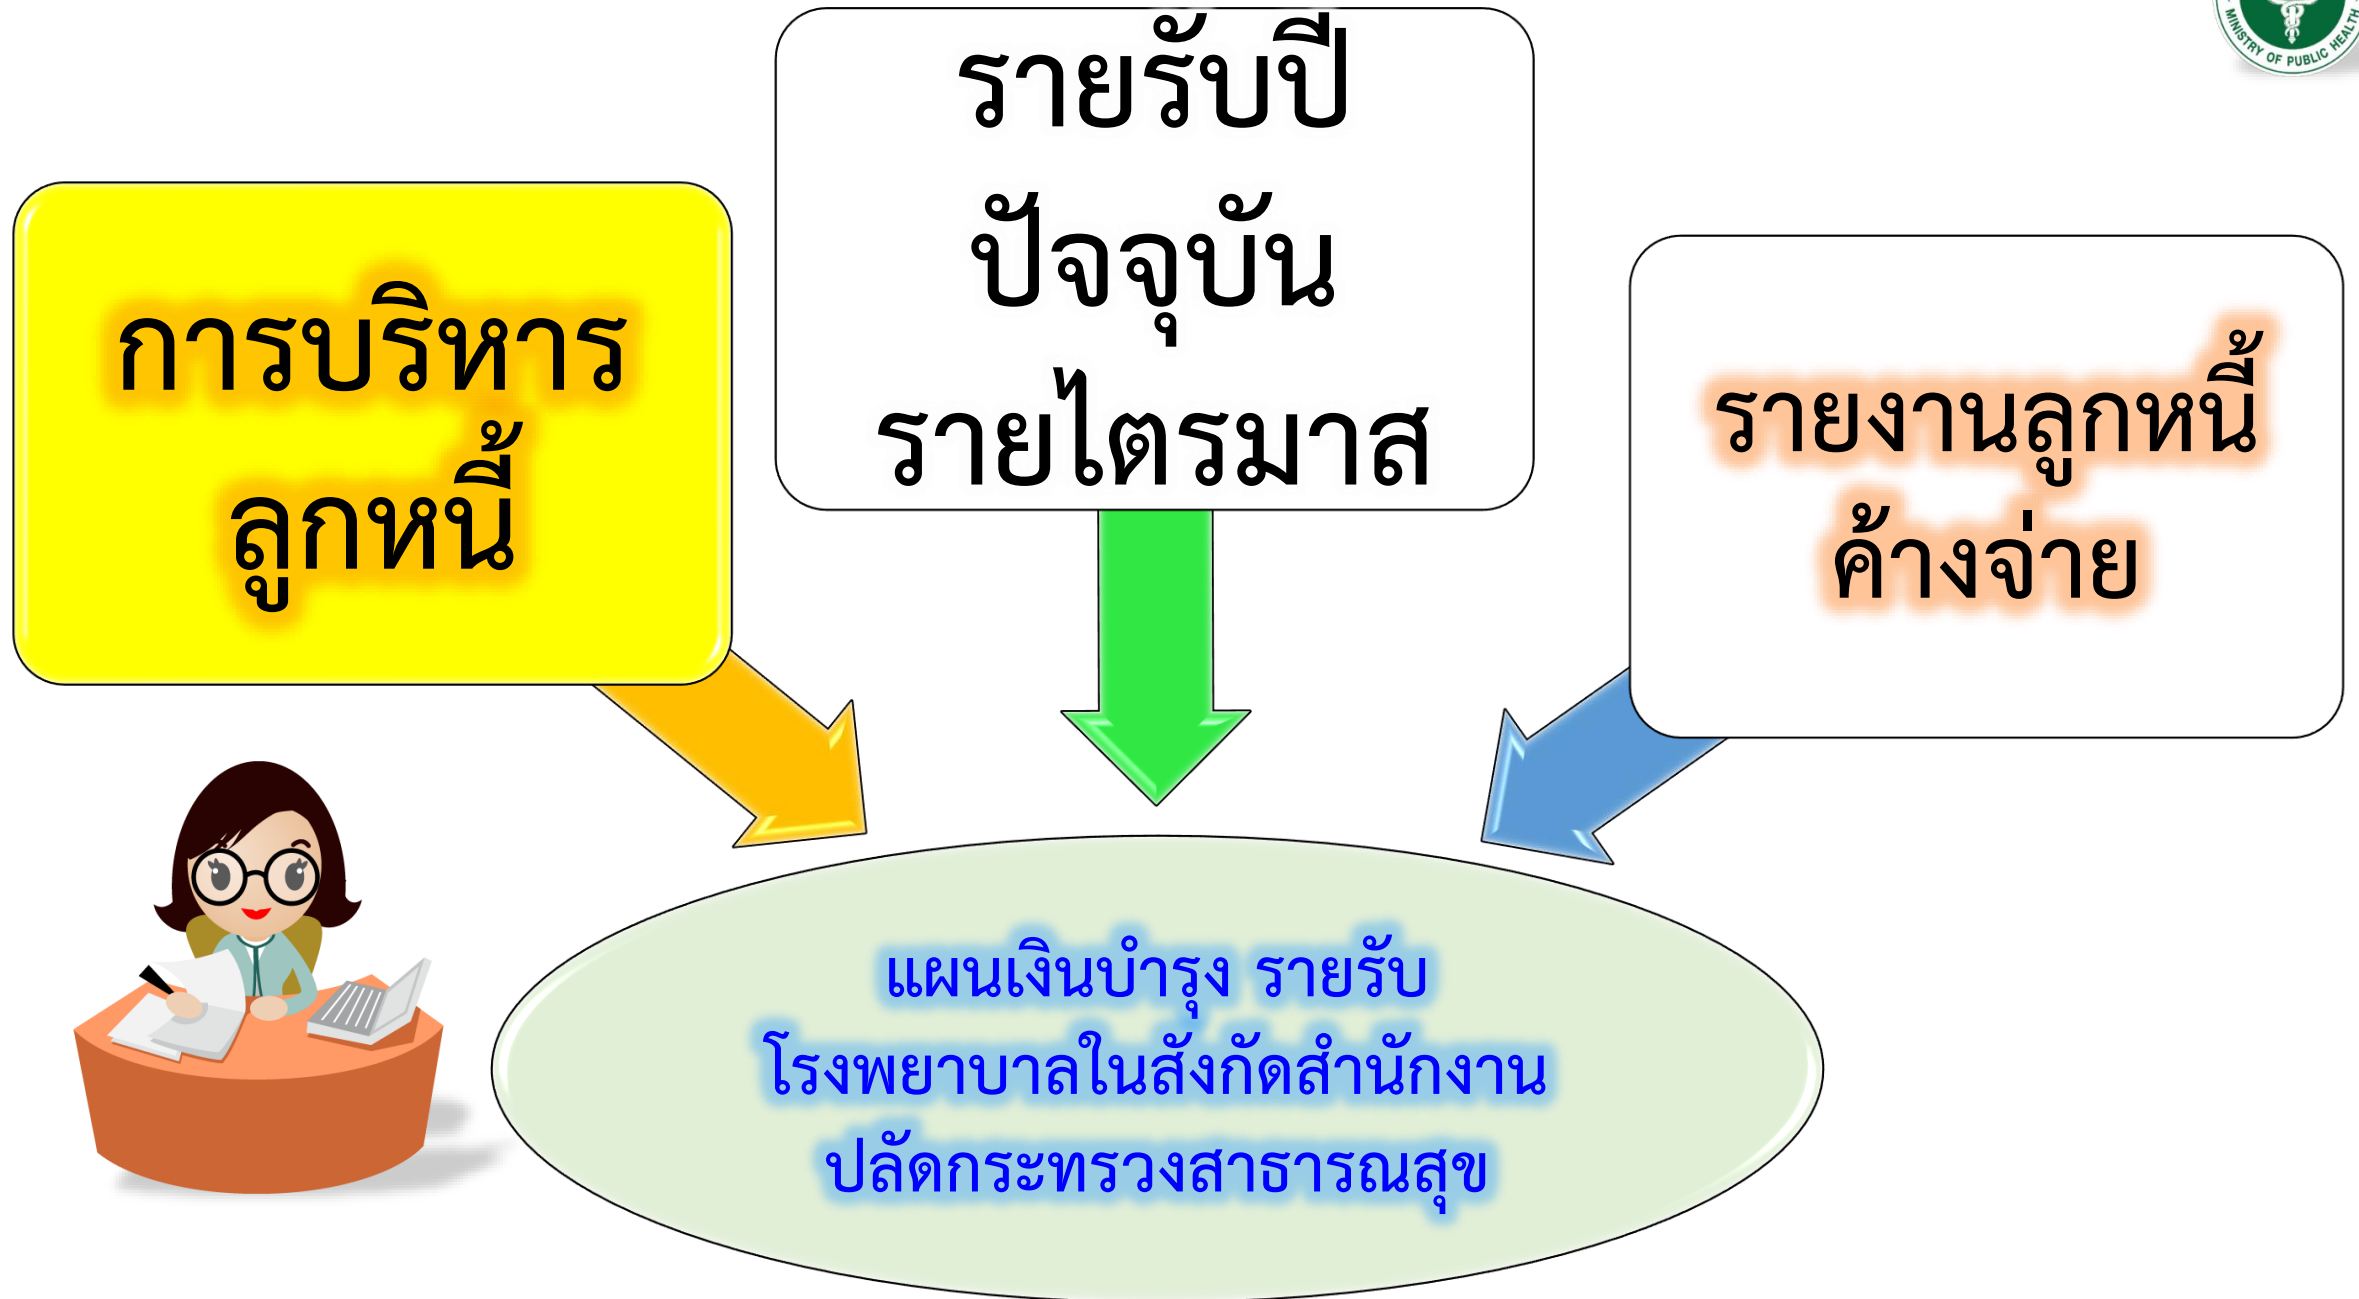 MINISTRY OF PUBLIC HEALTH
รายรับปี
ปัจจุบัน
รายไตรมาส
การบริหาร
ลูกหนี้
รายงานลูกหนี้
ค้างจ่าย
แผนเงินบำรุง รายรับ
โรงพยาบาลในสังกัดสำนักงาน
ปลัดกระทรวงสาธารณสุข